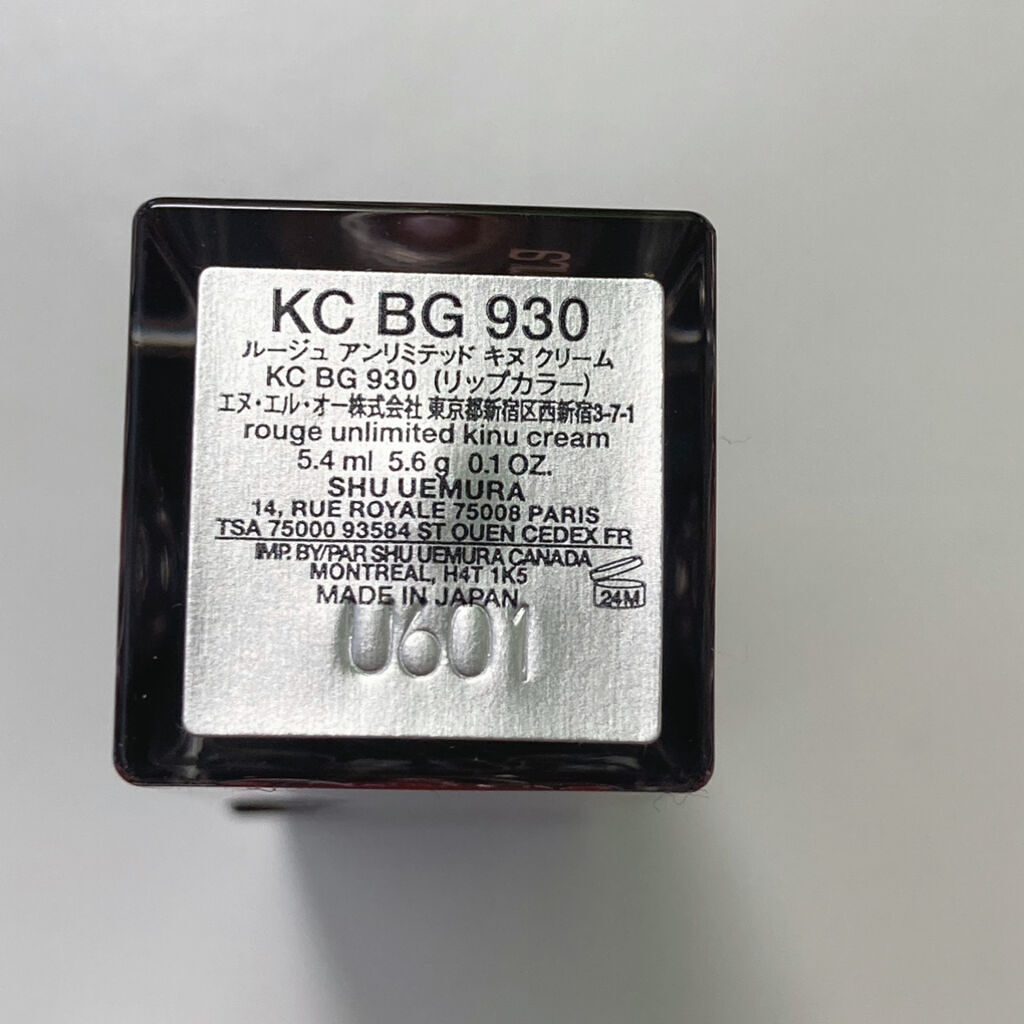 KC BG 930
ルージュ アンリミテッド キヌ クリーム
KC BG 930 (リップカラー)
エヌ・エル・オー株式会社 東京都新宿区西新宿3-7-1
rouge unlimited kinu cream
5.4 ml 5.6 g 0.1 OZ.
SHU UEMURA
14, RUE ROYALE 75008 PARIS
TSA 75000 93584 ST OUEN CEDEX FR
IMP. BY/PAR SHU UEMURA CANADA
MONTREAL, H4T 1K5
MADE IN JAPAN
24M
U601